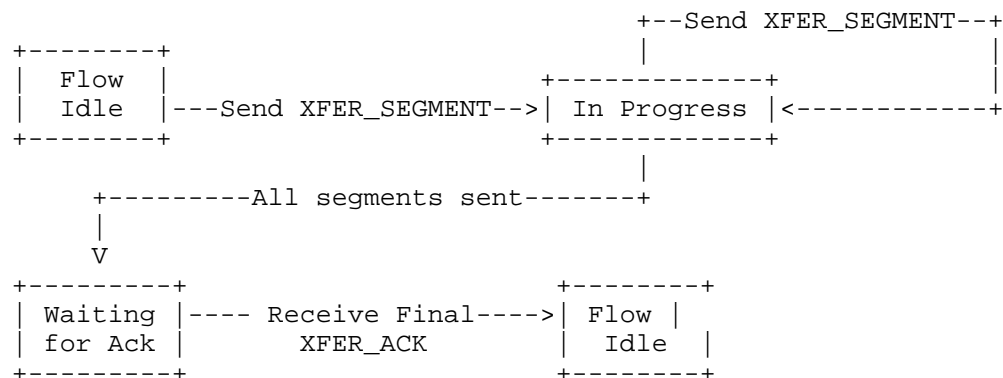 +--Send XFER_SEGMENT--+
+--------+ | |
| Flow | +-------------+ |
| Idle |---Send XFER_SEGMENT-->| In Progress |<------------+
+--------+ +-------------+
|
+---------All segments sent-------+
|
V
+---------+ +--------+
| Waiting |---- Receive Final---->| Flow |
| for Ack | XFER_ACK | Idle |
+---------+ +--------+